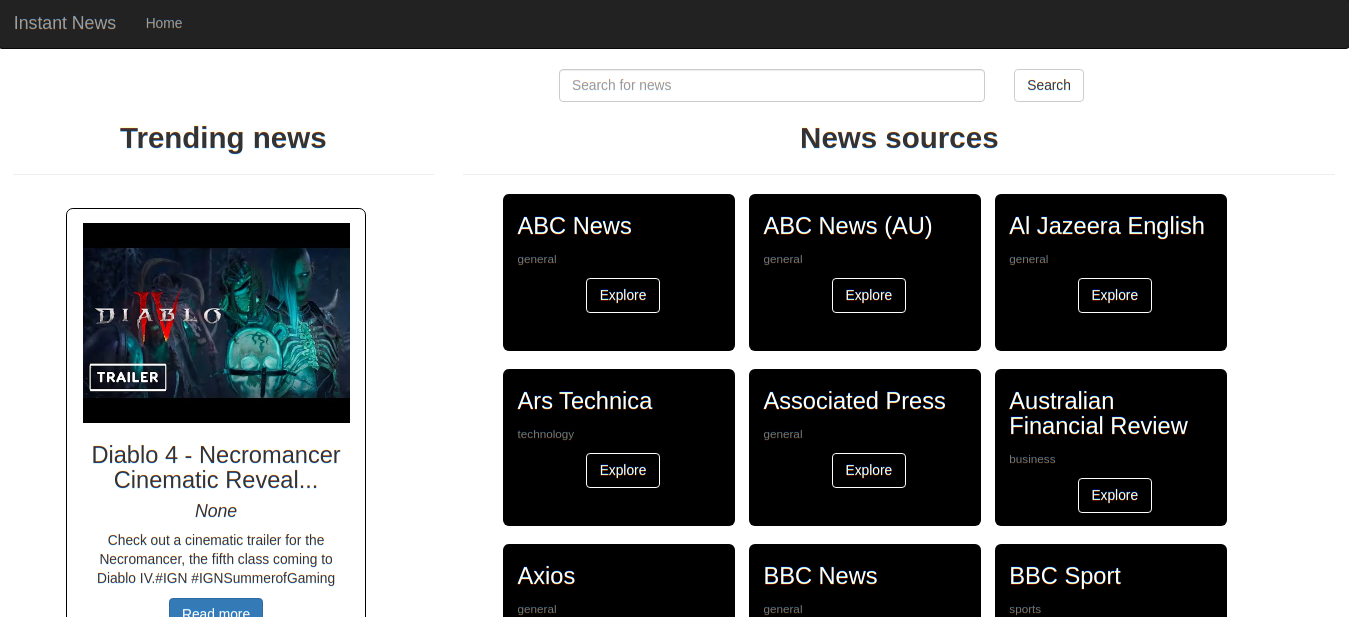 Instant News
Home
Search for news
Search
Trending news
DIABLO
IV
TRAILER
Diablo 4 - Necromancer
Cinematic Reveal...
None
Check out a cinematic trailer for the
Necromancer, the fifth class coming to
Diablo IV.#IGN #IGNSummerofGaming
Read more
News sources
ABC News
general
Explore
ABC News (AU)
general
Explore
Al Jazeera English
general
Explore
Ars Technica
technology
Explore
Associated Press
general
Explore
Australian
Financial Review
business
Explore
Axios
general
BBC News
general
BBC Sport
sports